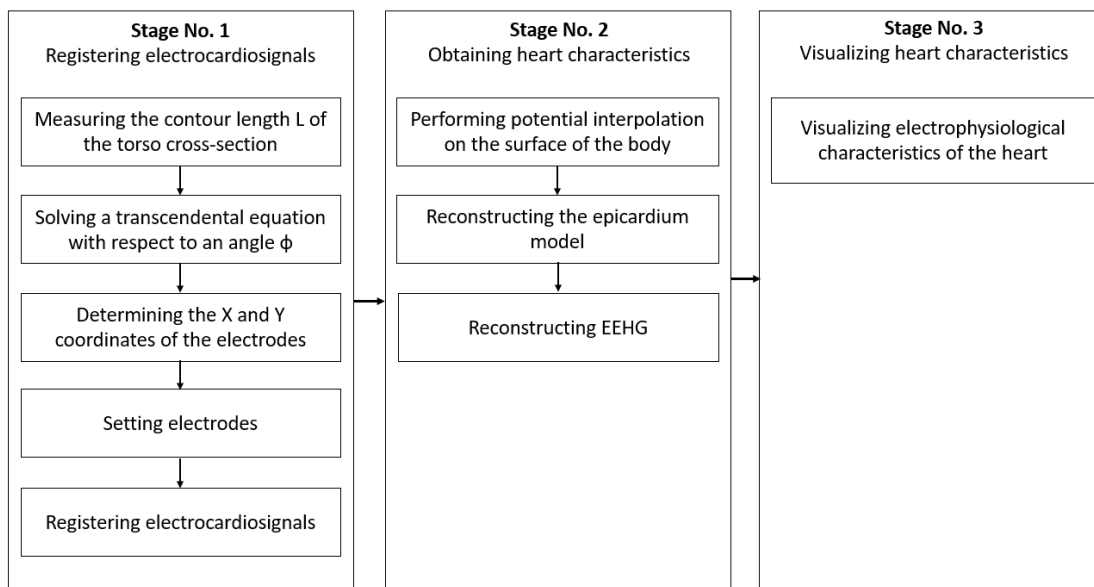 Stage No. 1
Registering electrocardiosignals
Measuring the contour length L of
the torso cross-section
Solving a transcendental equation
with respect to an angle ϕ
Determining the X and Y
coordinates of the electrodes
Setting electrodes
Registering electrocardiosignals
Stage No. 2
Obtaining heart characteristics
Performing potential interpolation
on the surface of the body
Reconstructing the epicardium
model
Reconstructing EEHG
Stage No. 3
Visualizing heart characteristics
Visualizing electrophysiological
characteristics of the heart